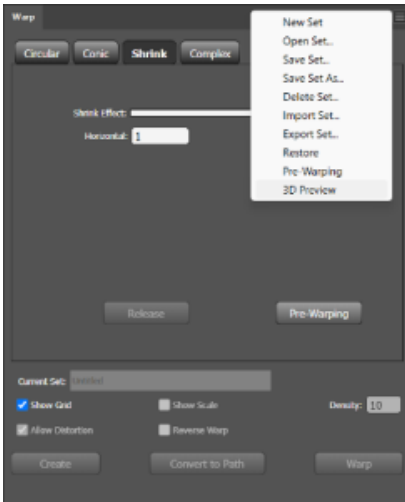 Warp
New Set
Open Set...
Save Set...
Save Set As...
Delete Set...
Import Set...
Export Set...
Restore
Pre-Warping
3D Preview
Circular Conic Shrink Complex
Shrink Effect:
Horizontal: 1
Release Pre-Warping
Current Set: Untitled
Show Grid Show Scale Density: 10
Allow Distortion Reverse Warp
Create Convert to Path Warp